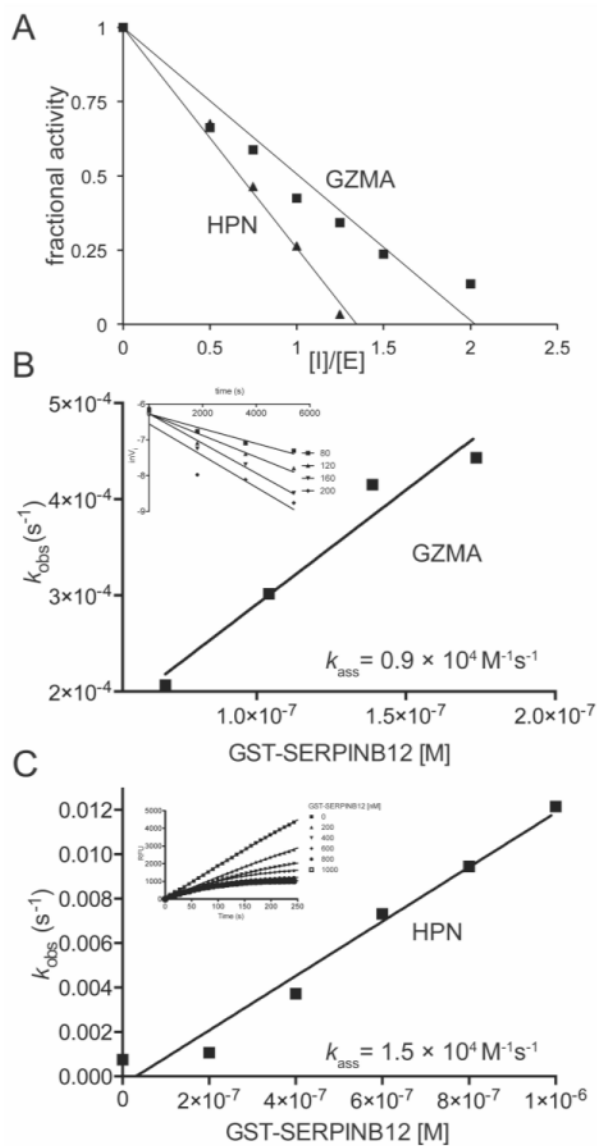 A
fractional activity
1
0.75
0.5
0.25
0
GZMA
HPN
0 0.5 1.0 1.5 2 2.5
[I]/[E]
B
5×10⁻⁴
4×10⁻⁴
3×10⁻⁴
2×10⁻⁴
k_obs (s⁻¹)
time (s)
0 2000 4000 6000
-6
-7
-8
-9
lnVᵢ
80
120
160
200
GZMA
k_ass = 0.9 × 10⁴ M⁻¹s⁻¹
1.0×10⁻⁷ 1.5×10⁻⁷ 2.0×10⁻⁷
GST-SERPINB12 [M]
C
0.012
0.010
0.008
0.006
0.004
0.002
0.000
k_obs (s⁻¹)
5000
4000
3000
2000
1000
0
RFU
0 50 100 150 200 250
Time (s)
GST-SERPINB12 [nM]
0
200
400
600
800
1000
HPN
k_ass = 1.5 × 10⁴ M⁻¹s⁻¹
0 2×10⁻⁷ 4×10⁻⁷ 6×10⁻⁷ 8×10⁻⁷ 1×10⁻⁶
GST-SERPINB12 [M]